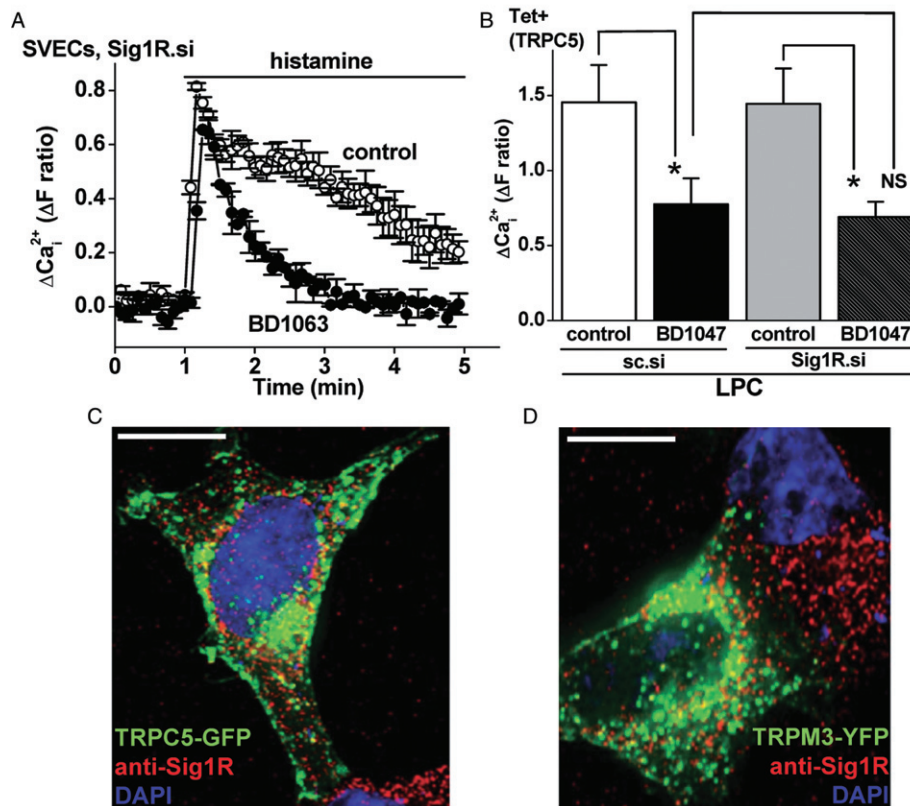 A
SVECs, Sig1R.si
histamine
control
BD1063
ΔCa²⁺ᵢ (ΔF ratio)
0.8
0.6
0.4
0.2
0.0
0 1 2 3 4 5
Time (min)
B
Tet+
(TRPC5)
ΔCa²⁺ᵢ (ΔF ratio)
1.5
1.0
0.5
0.0
* * NS
control BD1047 control BD1047
sc.si Sig1R.si
LPC
C
TRPC5-GFP
anti-Sig1R
DAPI
D
TRPM3-YFP
anti-Sig1R
DAPI